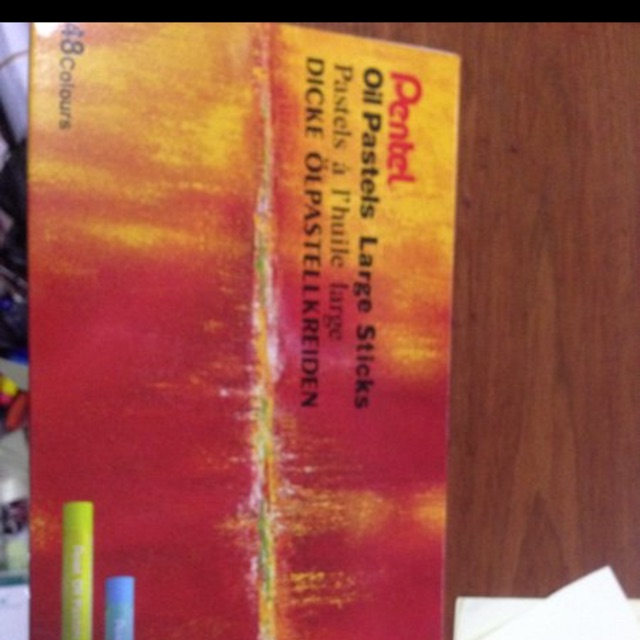 Pentel
Oil Pastels Large Sticks
Pastels à l'huile large
DICKE ÖLPASTELLKREIDEN
48 Colours